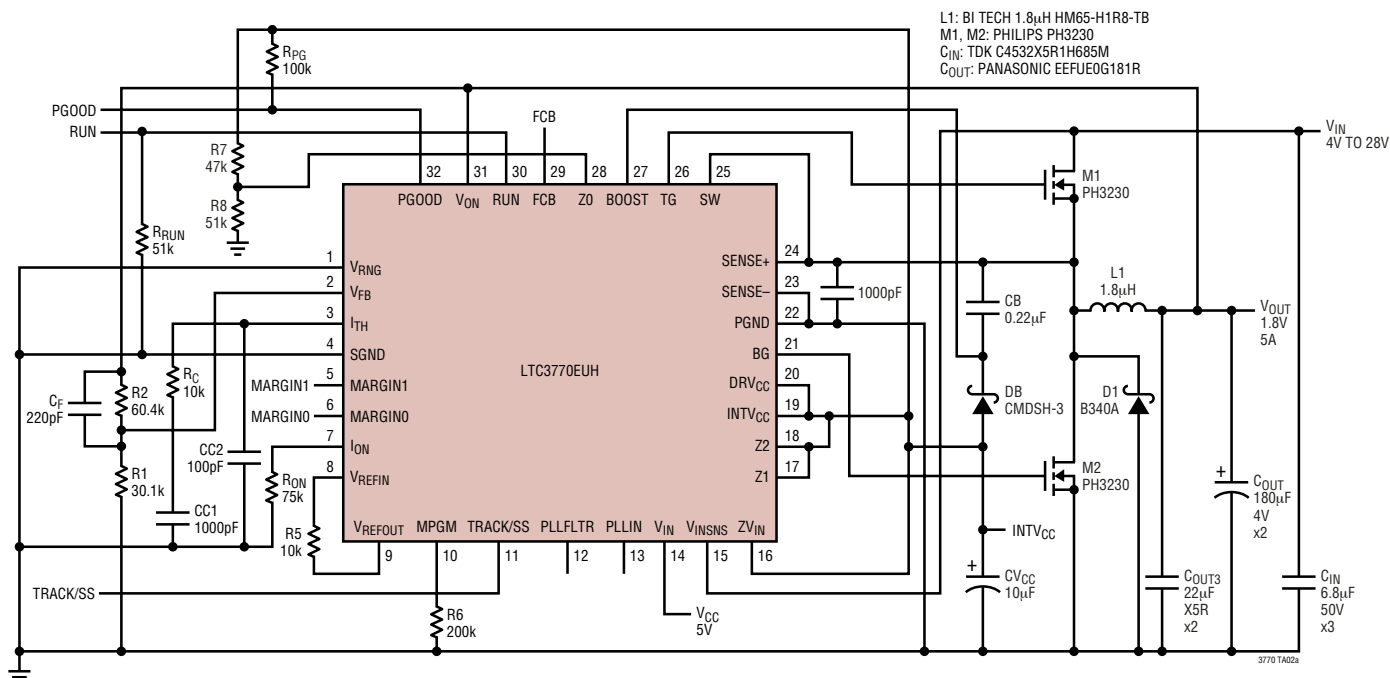 L1: BI TECH 1.8µH HM65-H1R8-TB
M1, M2: PHILIPS PH3230
CIN: TDK C4532X5R1H685M
COUT: PANASONIC EEFUE0G181R
RPG
100k
PGOOD
RUN
FCB
VIN
4V TO 28V
R7
47k
R8
51k
RRUN
51k
32
31
30
29
28
27
26
25
PGOOD
VON
RUN
FCB
Z0
BOOST
TG
SW
M1
PH3230
1
VRNG
2
VFB
3
ITH
4
SGND
5
MARGIN1
MARGIN1
6
MARGIN0
MARGIN0
7
ION
8
VREFIN
LTC3770EUH
SENSE+
24
SENSE–
23
PGND
22
BG
21
DRVCC
20
INTVCC
19
Z2
18
Z1
17
1000pF
CB
0.22µF
L1
1.8µH
VOUT
1.8V
5A
DB
CMDSH-3
D1
B340A
M2
PH3230
CF
220pF
R2
60.4k
R1
30.1k
RC
10k
CC2
100pF
CC1
1000pF
RON
75k
R5
10k
VREFOUT
MPGM
TRACK/SS
PLLFLTR
PLLIN
VIN
VINSNS
ZVIN
9
10
11
12
13
14
15
16
TRACK/SS
R6
200k
VCC
5V
INTVCC
+
CVCC
10µF
+
COUT
180µF
4V
x2
COUT3
22µF
X5R
x2
CIN
6.8µF
50V
x3
3770 TA02a